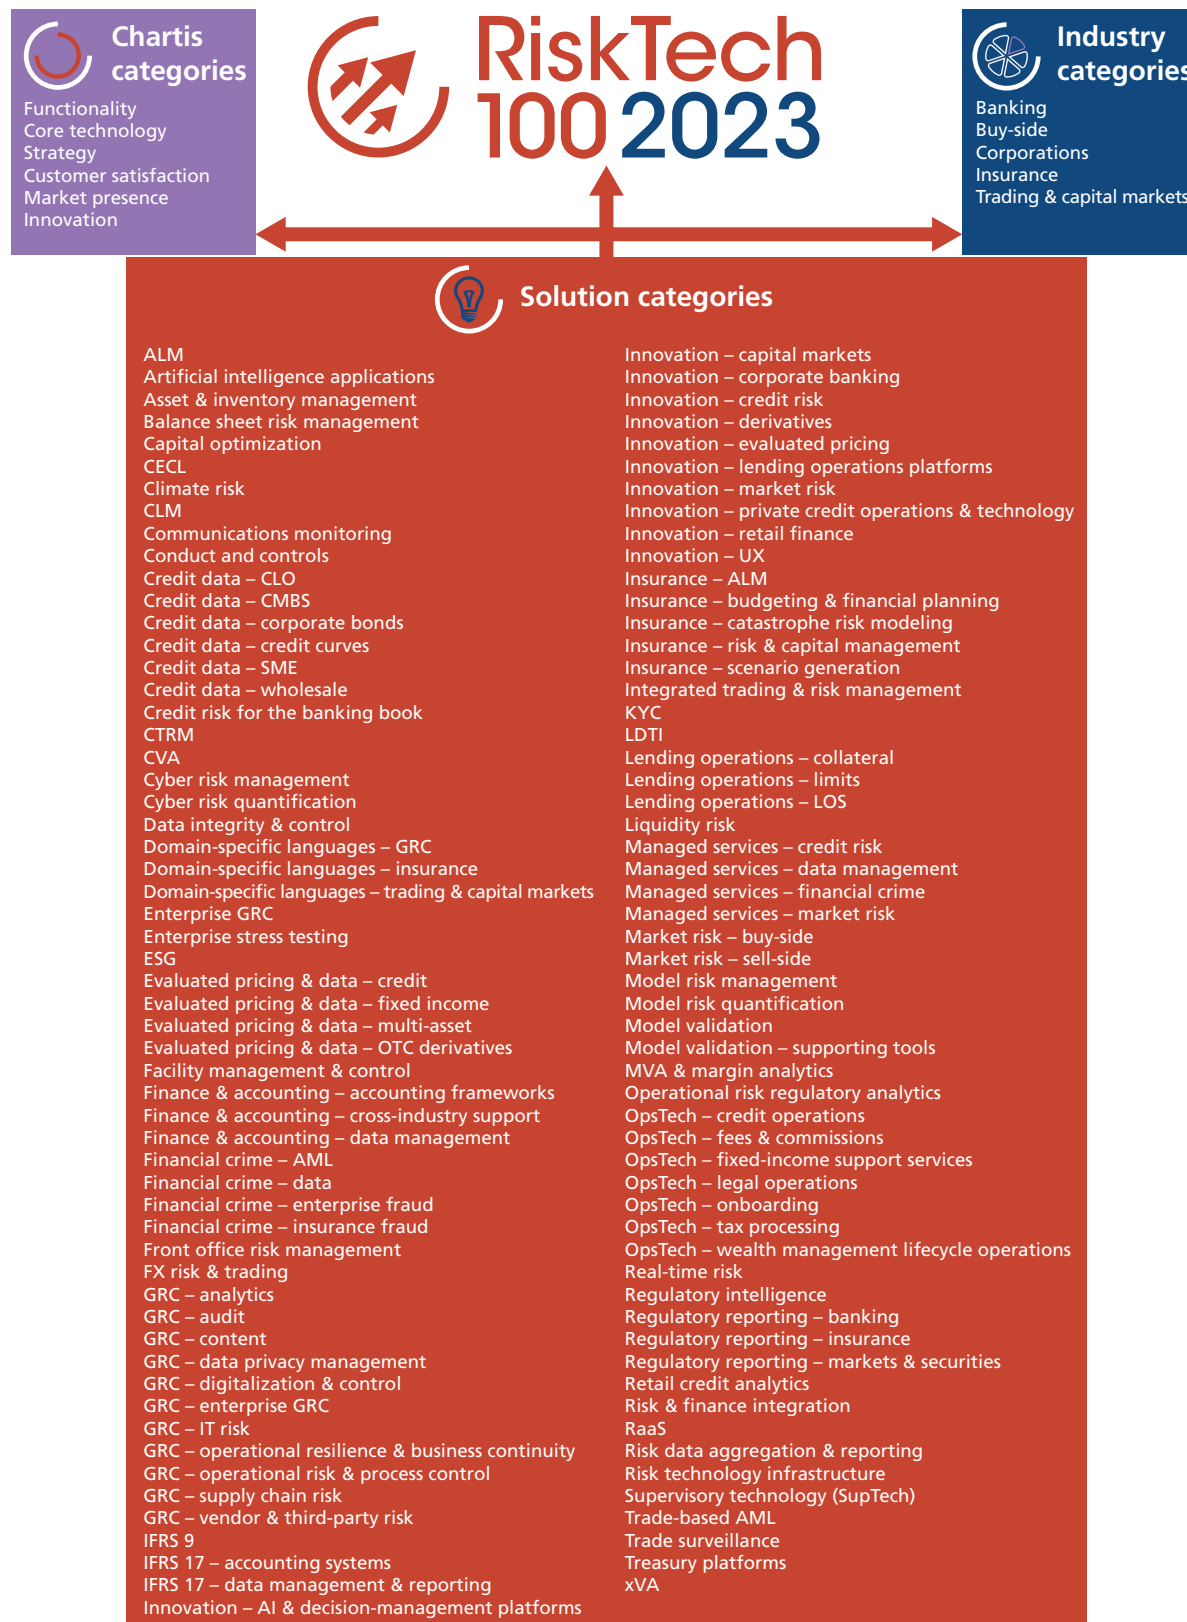 Chartis
categories
Functionality
Core technology
Strategy
Customer satisfaction
Market presence
Innovation
RiskTech
100 2023
Industry
categories
Banking
Buy-side
Corporations
Insurance
Trading & capital markets
Solution categories
ALM
Artificial intelligence applications
Asset & inventory management
Balance sheet risk management
Capital optimization
CECL
Climate risk
CLM
Communications monitoring
Conduct and controls
Credit data – CLO
Credit data – CMBS
Credit data – corporate bonds
Credit data – credit curves
Credit data – SME
Credit data – wholesale
Credit risk for the banking book
CTRM
CVA
Cyber risk management
Cyber risk quantification
Data integrity & control
Domain-specific languages – GRC
Domain-specific languages – insurance
Domain-specific languages – trading & capital markets
Enterprise GRC
Enterprise stress testing
ESG
Evaluated pricing & data – credit
Evaluated pricing & data – fixed income
Evaluated pricing & data – multi-asset
Evaluated pricing & data – OTC derivatives
Facility management & control
Finance & accounting – accounting frameworks
Finance & accounting – cross-industry support
Finance & accounting – data management
Financial crime – AML
Financial crime – data
Financial crime – enterprise fraud
Financial crime – insurance fraud
Front office risk management
FX risk & trading
GRC – analytics
GRC – audit
GRC – content
GRC – data privacy management
GRC – digitalization & control
GRC – enterprise GRC
GRC – IT risk
GRC – operational resilience & business continuity
GRC – operational risk & process control
GRC – supply chain risk
GRC – vendor & third-party risk
IFRS 9
IFRS 17 – accounting systems
IFRS 17 – data management & reporting
Innovation – AI & decision-management platforms
Innovation – capital markets
Innovation – corporate banking
Innovation – credit risk
Innovation – derivatives
Innovation – evaluated pricing
Innovation – lending operations platforms
Innovation – market risk
Innovation – private credit operations & technology
Innovation – retail finance
Innovation – UX
Insurance – ALM
Insurance – budgeting & financial planning
Insurance – catastrophe risk modeling
Insurance – risk & capital management
Insurance – scenario generation
Integrated trading & risk management
KYC
LDTI
Lending operations – collateral
Lending operations – limits
Lending operations – LOS
Liquidity risk
Managed services – credit risk
Managed services – data management
Managed services – financial crime
Managed services – market risk
Market risk – buy-side
Market risk – sell-side
Model risk management
Model risk quantification
Model validation
Model validation – supporting tools
MVA & margin analytics
Operational risk regulatory analytics
OpsTech – credit operations
OpsTech – fees & commissions
OpsTech – fixed-income support services
OpsTech – legal operations
OpsTech – onboarding
OpsTech – tax processing
OpsTech – wealth management lifecycle operations
Real-time risk
Regulatory intelligence
Regulatory reporting – banking
Regulatory reporting – insurance
Regulatory reporting – markets & securities
Retail credit analytics
Risk & finance integration
RaaS
Risk data aggregation & reporting
Risk technology infrastructure
Supervisory technology (SupTech)
Trade-based AML
Trade surveillance
Treasury platforms
xVA